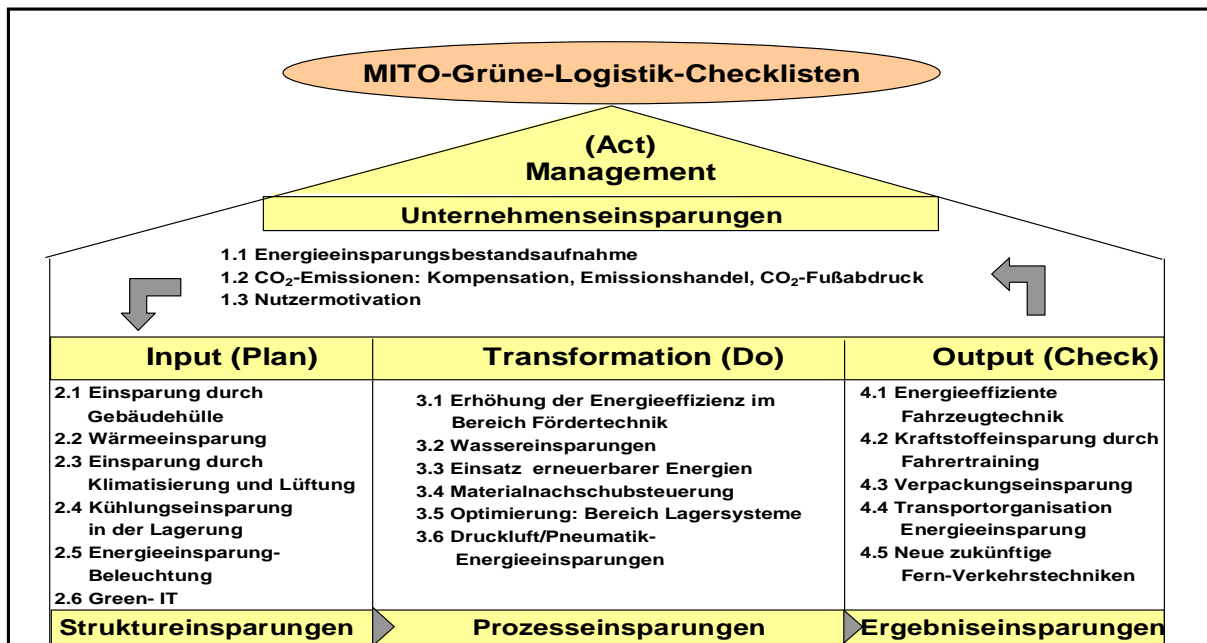 MITO-Grüne-Logistik-Checklisten
(Act)
Management
Unternehmenseinsparungen
1.1 Energieeinsparungsbestandsaufnahme
1.2 CO₂-Emissionen: Kompensation, Emissionshandel, CO₂-Fußabdruck
1.3 Nutzermotivation
Input (Plan)
2.1 Einsparung durch
Gebäudehülle
2.2 Wärmeeinsparung
2.3 Einsparung durch
Klimatisierung und Lüftung
2.4 Kühlungseinsparung
in der Lagerung
2.5 Energieeinsparung-
Beleuchtung
2.6 Green- IT
Struktureinsparungen
Transformation (Do)
3.1 Erhöhung der Energieeffizienz im
Bereich Fördertechnik
3.2 Wassereinsparungen
3.3 Einsatz erneuerbarer Energien
3.4 Materialnachschubsteuerung
3.5 Optimierung: Bereich Lagersysteme
3.6 Druckluft/Pneumatik-
Energieeinsparungen
Prozesseinsparungen
Output (Check)
4.1 Energieeffiziente
Fahrzeugtechnik
4.2 Kraftstoffeinsparung durch
Fahrertraining
4.3 Verpackungseinsparung
4.4 Transportorganisation
Energieeinsparung
4.5 Neue zukünftige
Fern-Verkehrstechniken
Ergebniseinsparungen